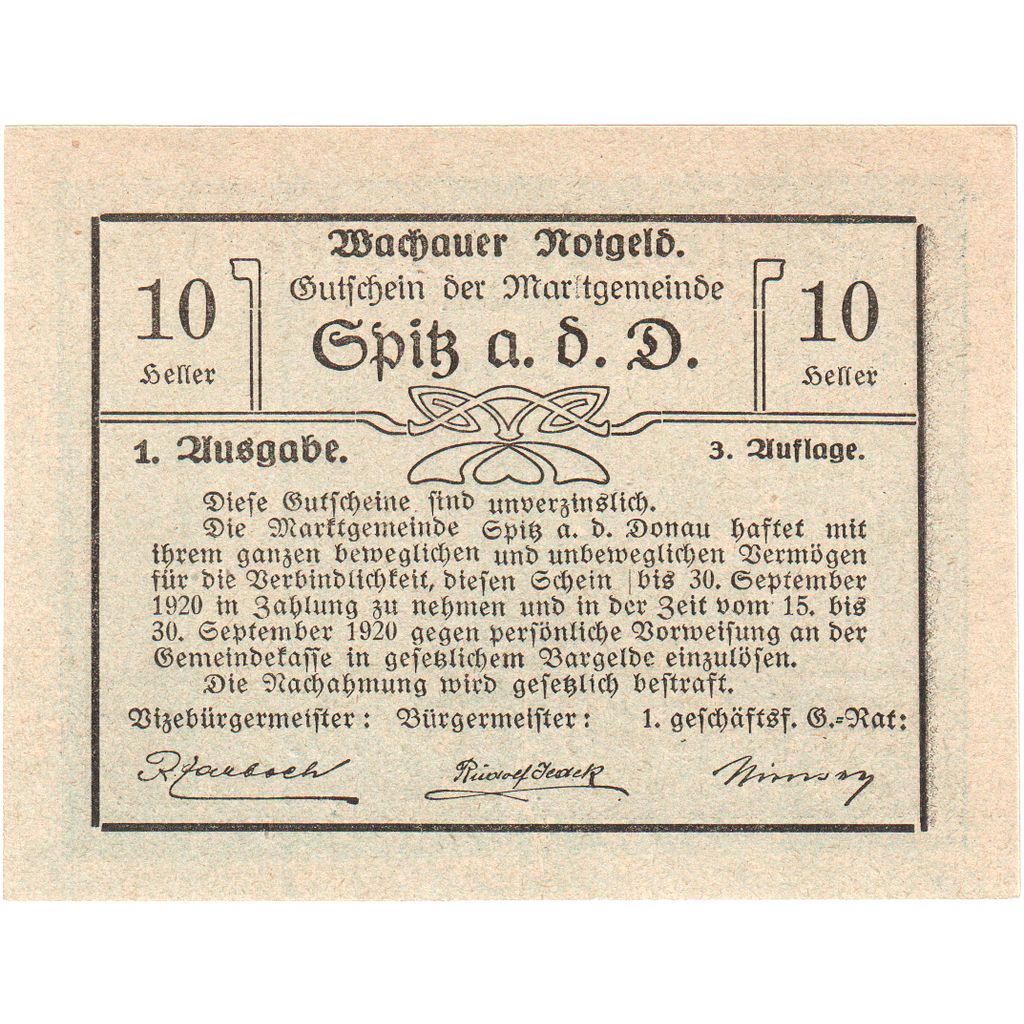 Wachauer Notgeld.
Gutschein der Marktgemeinde
10 Heller
Spitz a. d. D.
10 Heller
1. Ausgabe.
3. Auflage.
Diese Gutscheine sind unverzinslich.
Die Marktgemeinde Spitz a. d. Donau haftet mit
ihrem ganzen beweglichen und unbeweglichen Vermögen
für die Verbindlichkeit, diesen Schein bis 30. September
1920 in Zahlung zu nehmen und in der Zeit vom 15. bis
30. September 1920 gegen persönliche Vorweisung an der
Gemeindekasse in gesetzlichem Bargelde einzulösen.
Die Nachahmung wird gesetzlich bestraft.
Vizebürgermeister: Bürgermeister: 1. geschäftsf. G.-Rat:
Rudolf